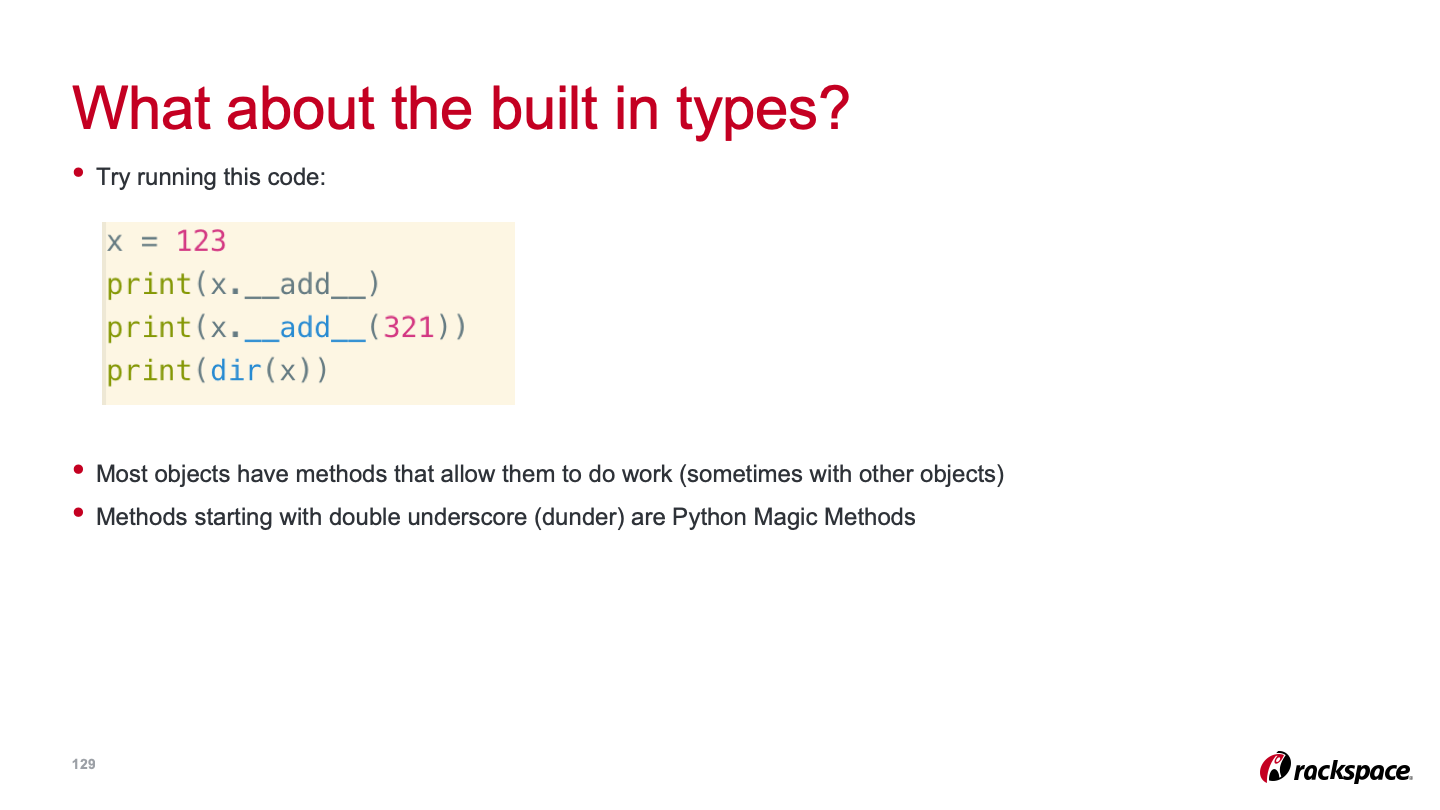 What about the built in types?
• Try running this code:
x = 123
print(x.__add__)
print(x.__add__(321))
print(dir(x))
• Most objects have methods that allow them to do work (sometimes with other objects)
• Methods starting with double underscore (dunder) are Python Magic Methods
129
rackspace.